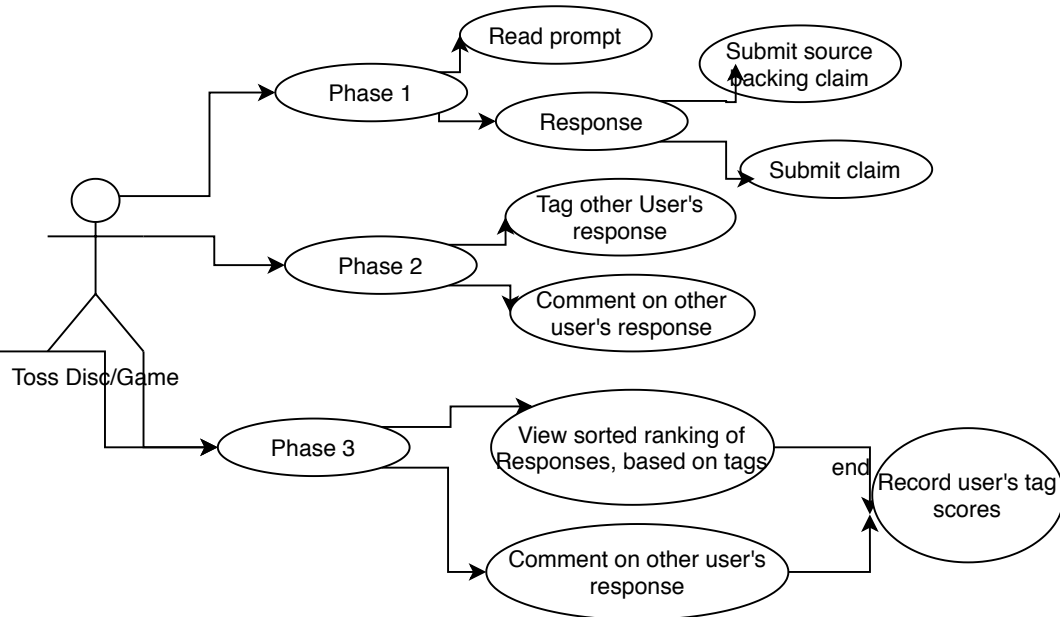 Read prompt
Submit source
backing claim
Phase 1
Response
Submit claim
Tag other User's
response
Phase 2
Comment on other
user's response
Toss Disc/Game
Phase 3
View sorted ranking of
Responses, based on tags
end
Record user's tag
scores
Comment on other user's
response